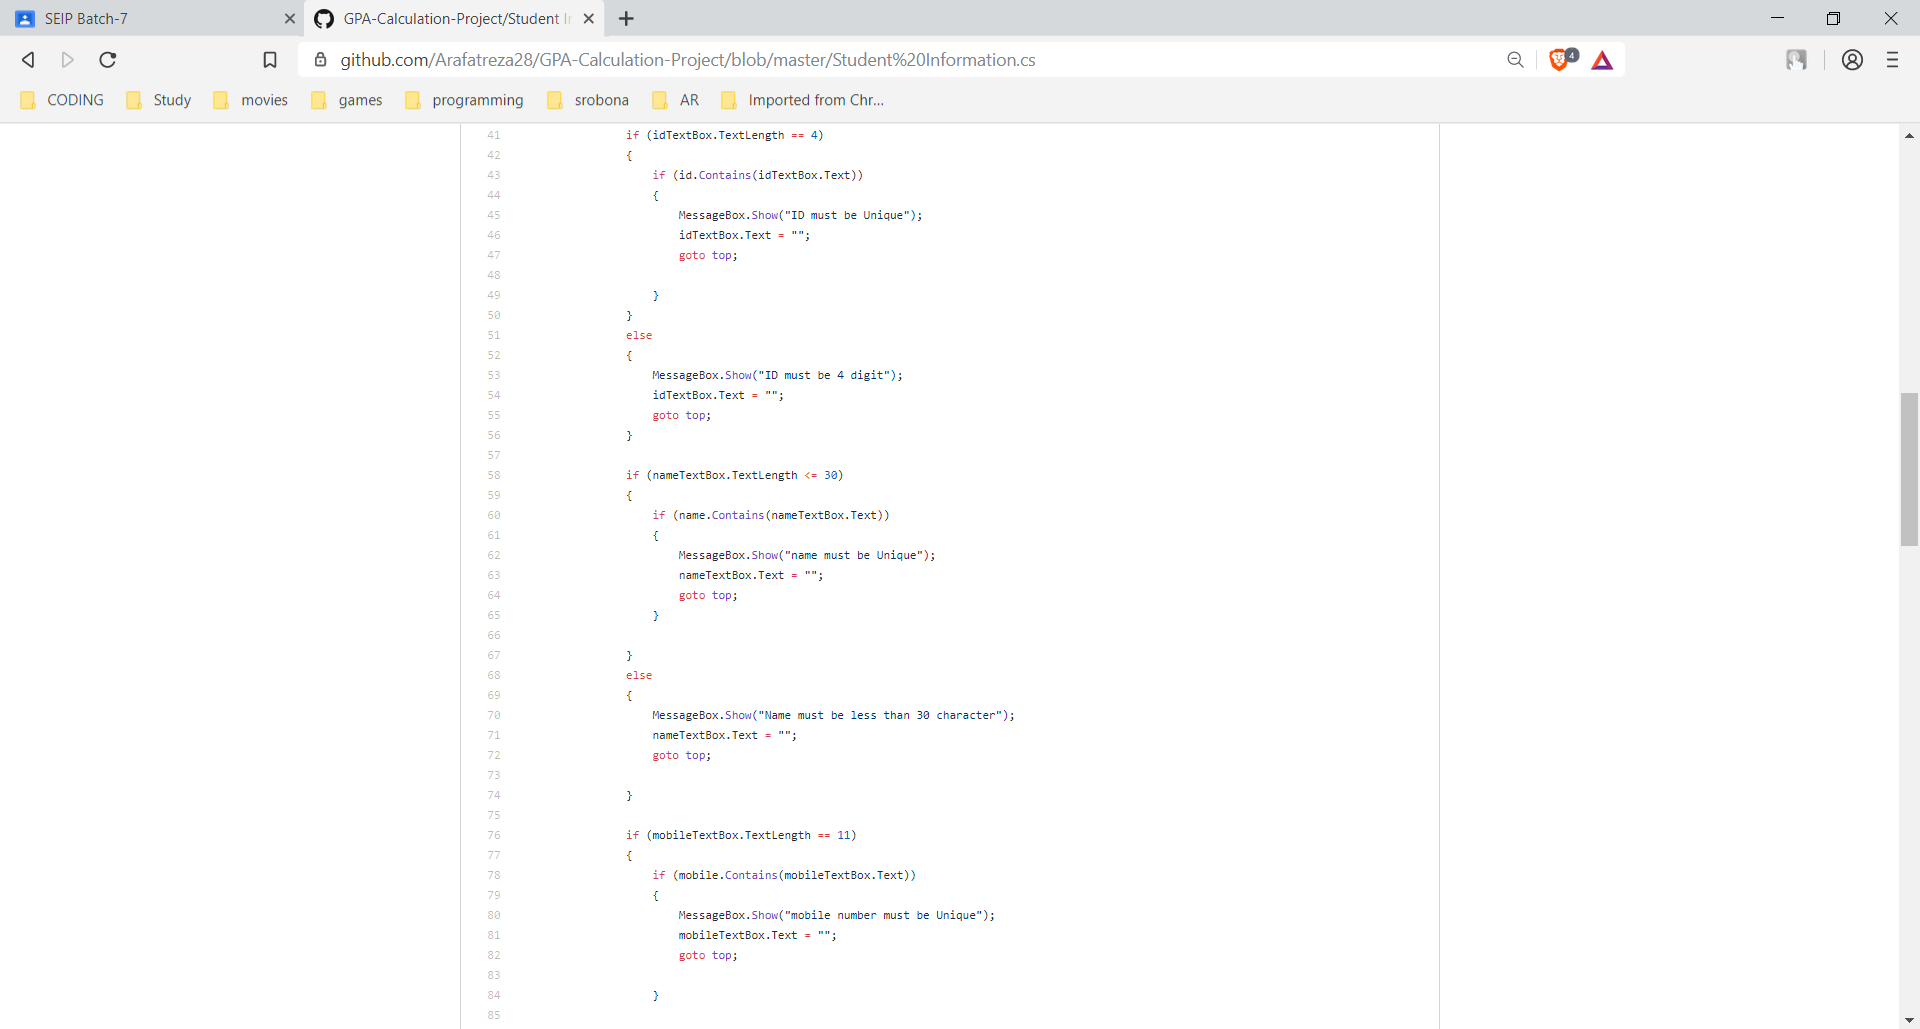 SEIP Batch-7
GPA-Calculation-Project/Student I
github.com/Arafatreza28/GPA-Calculation-Project/blob/master/Student%20Information.cs
4
CODING Study movies games programming srobona AR Imported from Chr...
41 if (idTextBox.TextLength == 4)
42 {
43 if (id.Contains(idTextBox.Text))
44 {
45 MessageBox.Show("ID must be Unique");
46 idTextBox.Text = "";
47 goto top;
48
49 }
50 }
51 else
52 {
53 MessageBox.Show("ID must be 4 digit");
54 idTextBox.Text = "";
55 goto top;
56 }
57
58 if (nameTextBox.TextLength <= 30)
59 {
60 if (name.Contains(nameTextBox.Text))
61 {
62 MessageBox.Show("name must be Unique");
63 nameTextBox.Text = "";
64 goto top;
65 }
66
67 }
68 else
69 {
70 MessageBox.Show("Name must be less than 30 character");
71 nameTextBox.Text = "";
72 goto top;
73
74 }
75
76 if (mobileTextBox.TextLength == 11)
77 {
78 if (mobile.Contains(mobileTextBox.Text))
79 {
80 MessageBox.Show("mobile number must be Unique");
81 mobileTextBox.Text = "";
82 goto top;
83
84 }
85